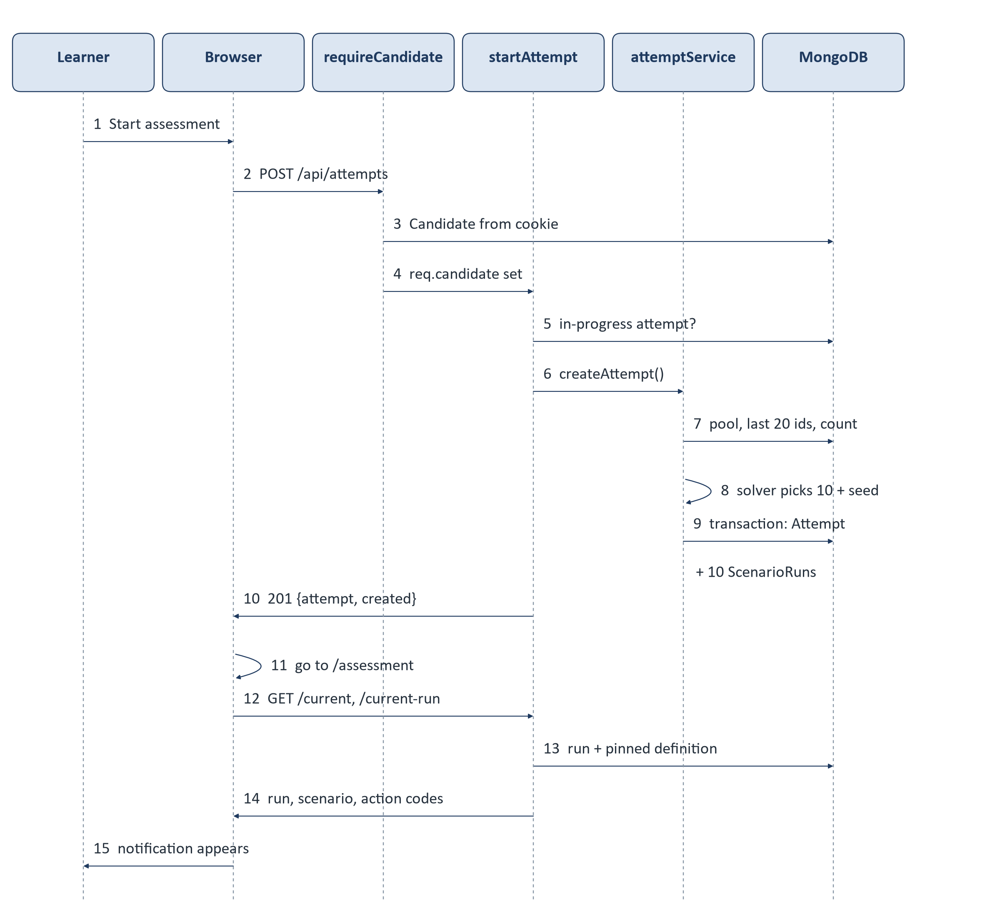 Learner
Browser
requireCandidate
startAttempt
attemptService
MongoDB
1 Start assessment
2 POST /api/attempts
3 Candidate from cookie
4 req.candidate set
5 in-progress attempt?
6 createAttempt()
7 pool, last 20 ids, count
8 solver picks 10 + seed
9 transaction: Attempt
+ 10 ScenarioRuns
10 201 {attempt, created}
11 go to /assessment
12 GET /current, /current-run
13 run + pinned definition
14 run, scenario, action codes
15 notification appears